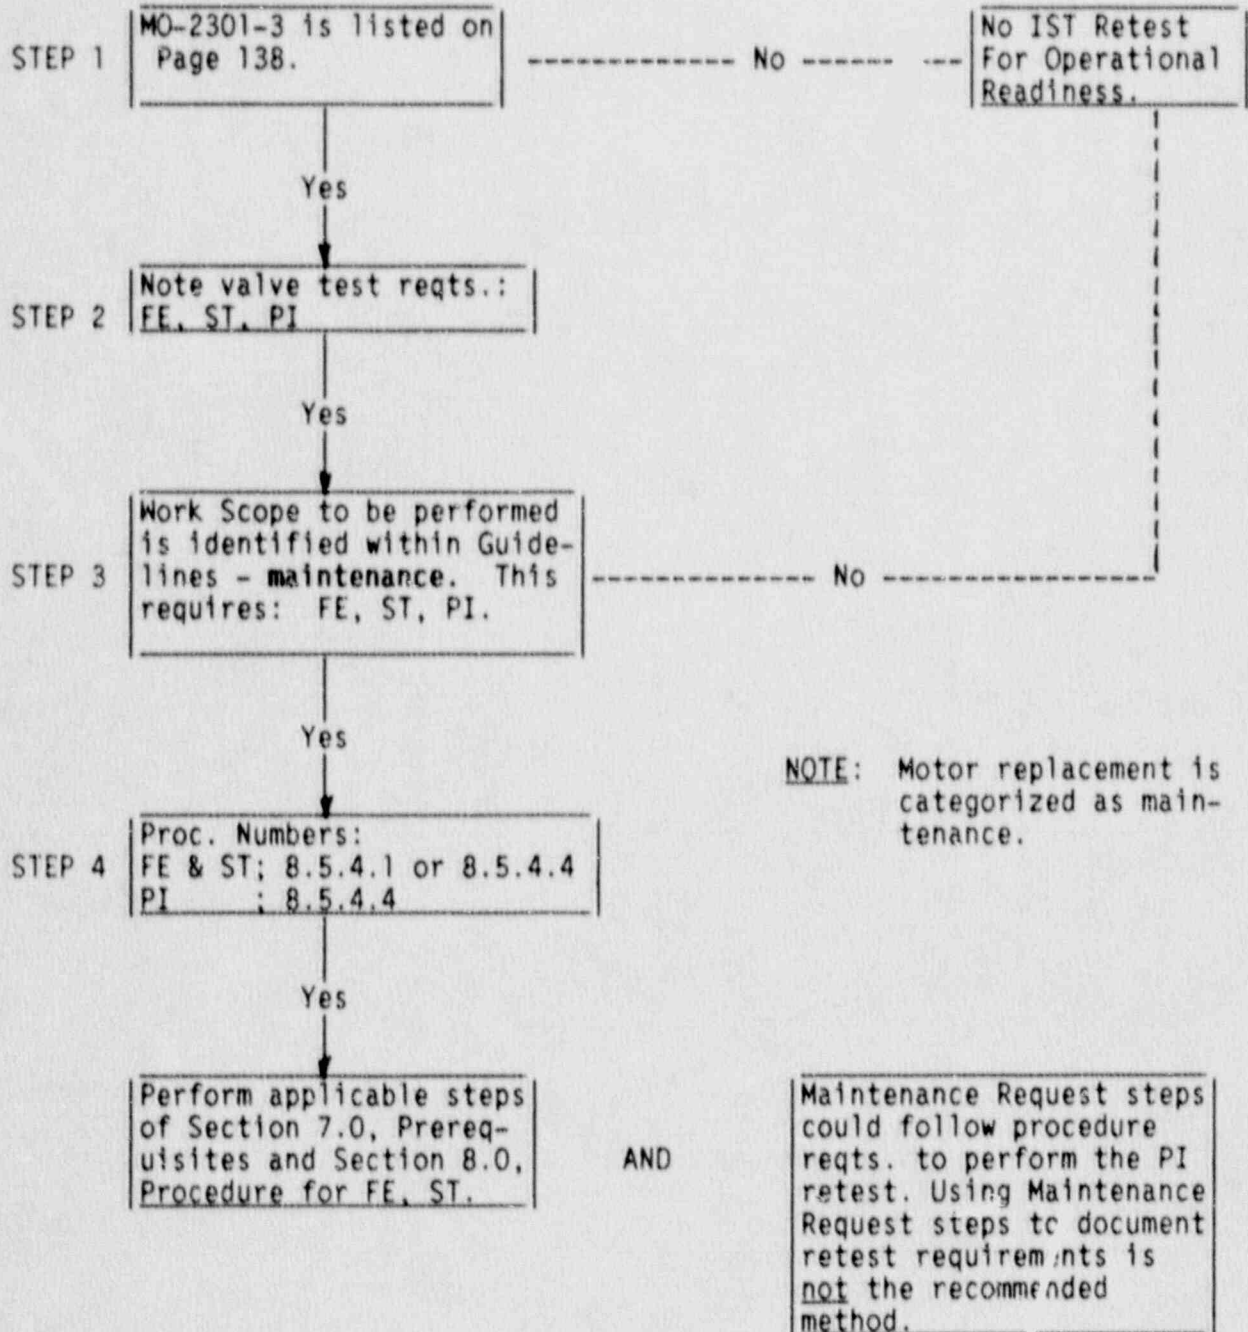 STEP 1
MO-2301-3 is listed on
Page 138.
No
No IST Retest
For Operational
Readiness.
Yes
STEP 2
Note valve test reqts.:
FE, ST, PI
Yes
STEP 3
Work Scope to be performed
is identified within Guide-
lines - maintenance. This
requires: FE, ST, PI.
No
Yes
NOTE: Motor replacement is
categorized as main-
tenance.
STEP 4
Proc. Numbers:
FE & ST; 8.5.4.1 or 8.5.4.4
PI ; 8.5.4.4
Yes
Perform applicable steps
of Section 7.0, Prereq-
uisites and Section 8.0,
Procedure for FE, ST.
AND
Maintenance Request steps
could follow procedure
reqts. to perform the PI
retest. Using Maintenance
Request steps to document
retest requirements is
not the recommended
method.